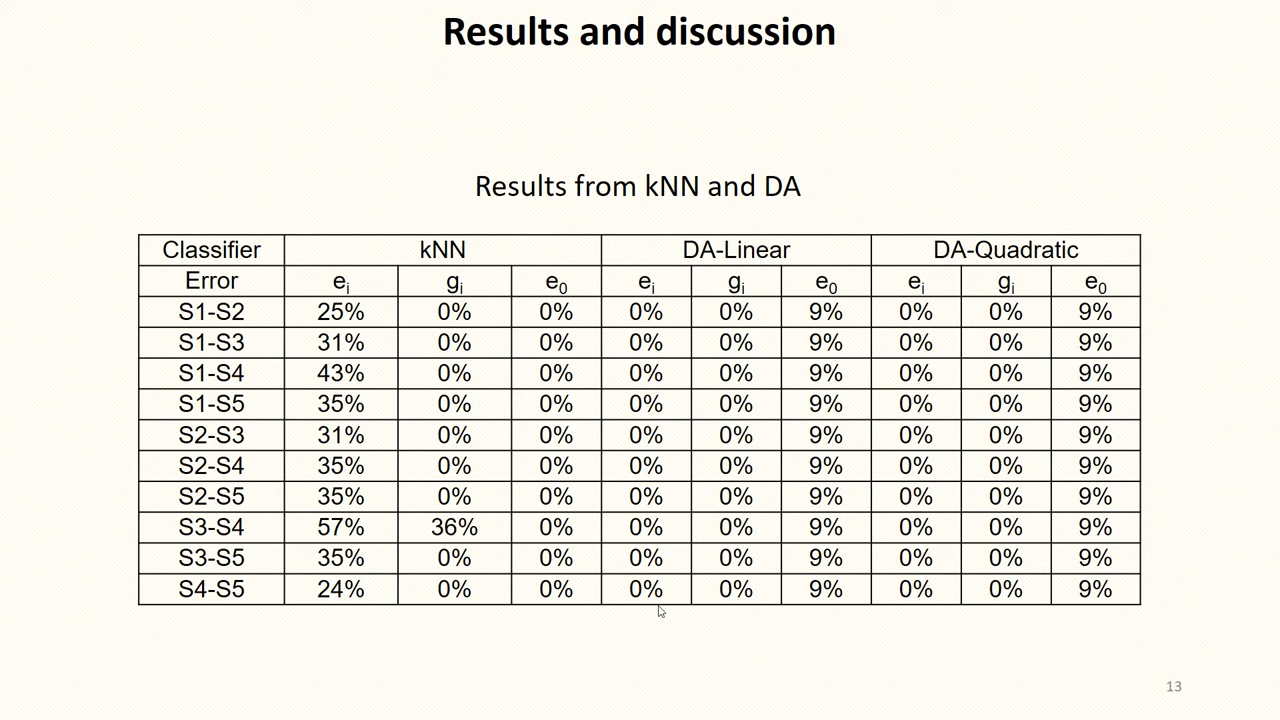 Results and discussion
Results from kNN and DA
Classifier kNN DA-Linear DA-Quadratic
Error ei gi e0 ei gi e0 ei gi e0
S1-S2 25% 0% 0% 0% 0% 9% 0% 0% 9%
S1-S3 31% 0% 0% 0% 0% 9% 0% 0% 9%
S1-S4 43% 0% 0% 0% 0% 9% 0% 0% 9%
S1-S5 35% 0% 0% 0% 0% 9% 0% 0% 9%
S2-S3 31% 0% 0% 0% 0% 9% 0% 0% 9%
S2-S4 35% 0% 0% 0% 0% 9% 0% 0% 9%
S2-S5 35% 0% 0% 0% 0% 9% 0% 0% 9%
S3-S4 57% 36% 0% 0% 0% 9% 0% 0% 9%
S3-S5 35% 0% 0% 0% 0% 9% 0% 0% 9%
S4-S5 24% 0% 0% 0% 0% 9% 0% 0% 9%
13